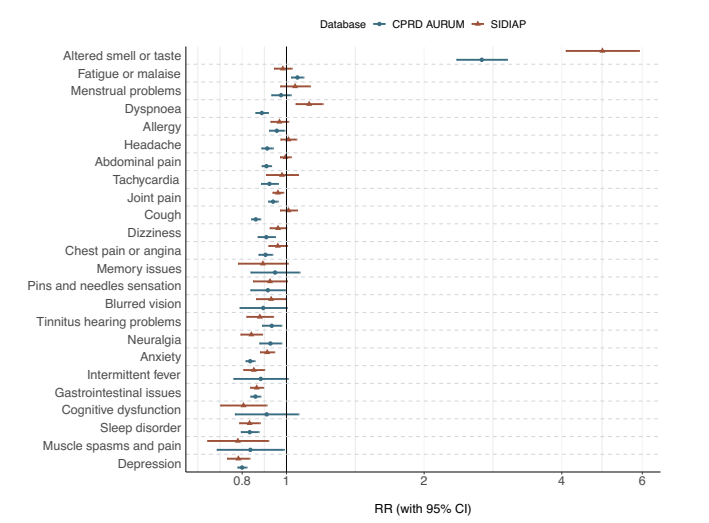 Database CPRD AURUM SIDIAP
Altered smell or taste
Fatigue or malaise
Menstrual problems
Dyspnoea
Allergy
Headache
Abdominal pain
Tachycardia
Joint pain
Cough
Dizziness
Chest pain or angina
Memory issues
Pins and needles sensation
Blurred vision
Tinnitus hearing problems
Neuralgia
Anxiety
Intermittent fever
Gastrointestinal issues
Cognitive dysfunction
Sleep disorder
Muscle spasms and pain
Depression
0.8 1 2 4 6
RR (with 95% CI)